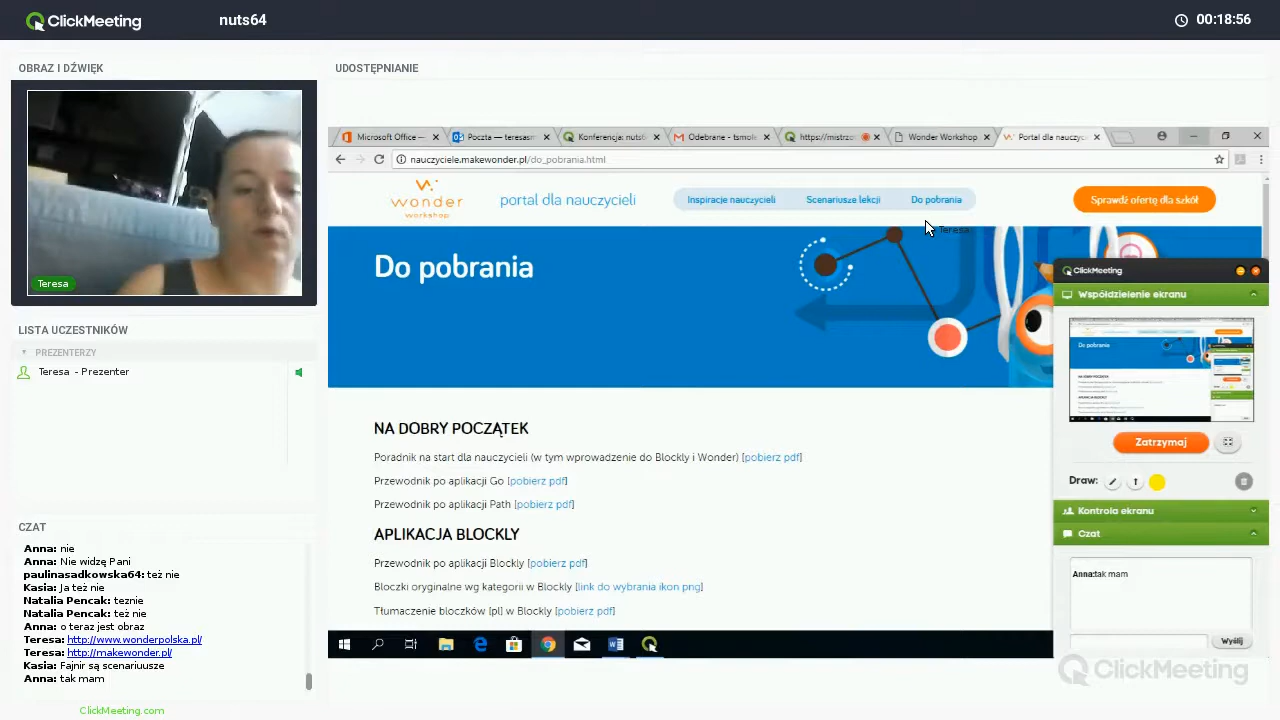 ClickMeeting
nuts64
00:18:56
OBRAZ I DŹWIĘK
UDOSTĘPNIANIE
Teresa
LISTA UCZESTNIKÓW
PREZENTERZY
Teresa - Prezenter
CZAT
Anna: nie
Anna: Nie widzę Pani
paulinasadkowska64: też nie
Kasia: Ja też nie
Natalia Pencak: teznie
Natalia Pencak: też nie
Anna: o teraz jest obraz
Teresa: http://www.wonderpolska.pl/
Teresa: http://makewonder.pl/
Kasia: Fajnir są scenariuusze
Anna: tak mam
ClickMeeting.com
Microsoft Office —
Poczta — teresasm
Konferencja: nuts6
Odebrane - tsmole
https://mistrzo
Wonder Workshop
Portal dla nauczyc
nauczyciele.makewonder.pl/do_pobrania.html
wonder
workshop
portal dla nauczycieli
Inspiracje nauczycieli
Scenariusze lekcji
Do pobrania
Sprawdź ofertę dla szkół
Teresa
Do pobrania
NA DOBRY POCZĄTEK
Poradnik na start dla nauczycieli (w tym wprowadzenie do Blockly i Wonder) [pobierz pdf]
Przewodnik po aplikacji Go [pobierz pdf]
Przewodnik po aplikacji Path [pobierz pdf]
APLIKACJA BLOCKLY
Przewodnik po aplikacji Blockly [pobierz pdf]
Bloczki oryginalne wg kategorii w Blockly [link do wybrania ikon png]
Tłumaczenie bloczków [pl] w Blockly [pobierz pdf]
ClickMeeting
Współdzielenie ekranu
Do pobrania
Zatrzymaj
Draw:
Kontrola ekranu
Czat
Anna:tak mam
Wyślij
ClickMeeting